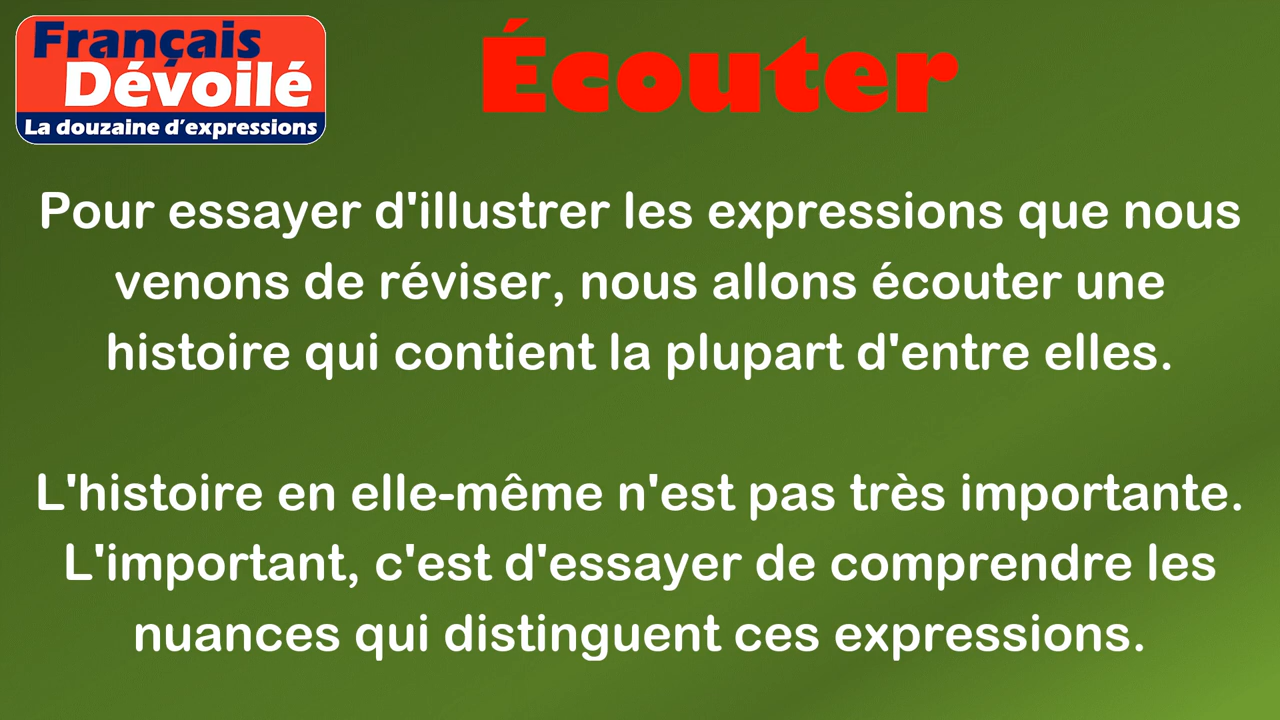 Français
Dévoilé
La douzaine d'expressions
Écouter
Pour essayer d'illustrer les expressions que nous
venons de réviser, nous allons écouter une
histoire qui contient la plupart d'entre elles.
L'histoire en elle-même n'est pas très importante.
L'important, c'est d'essayer de comprendre les
nuances qui distinguent ces expressions.